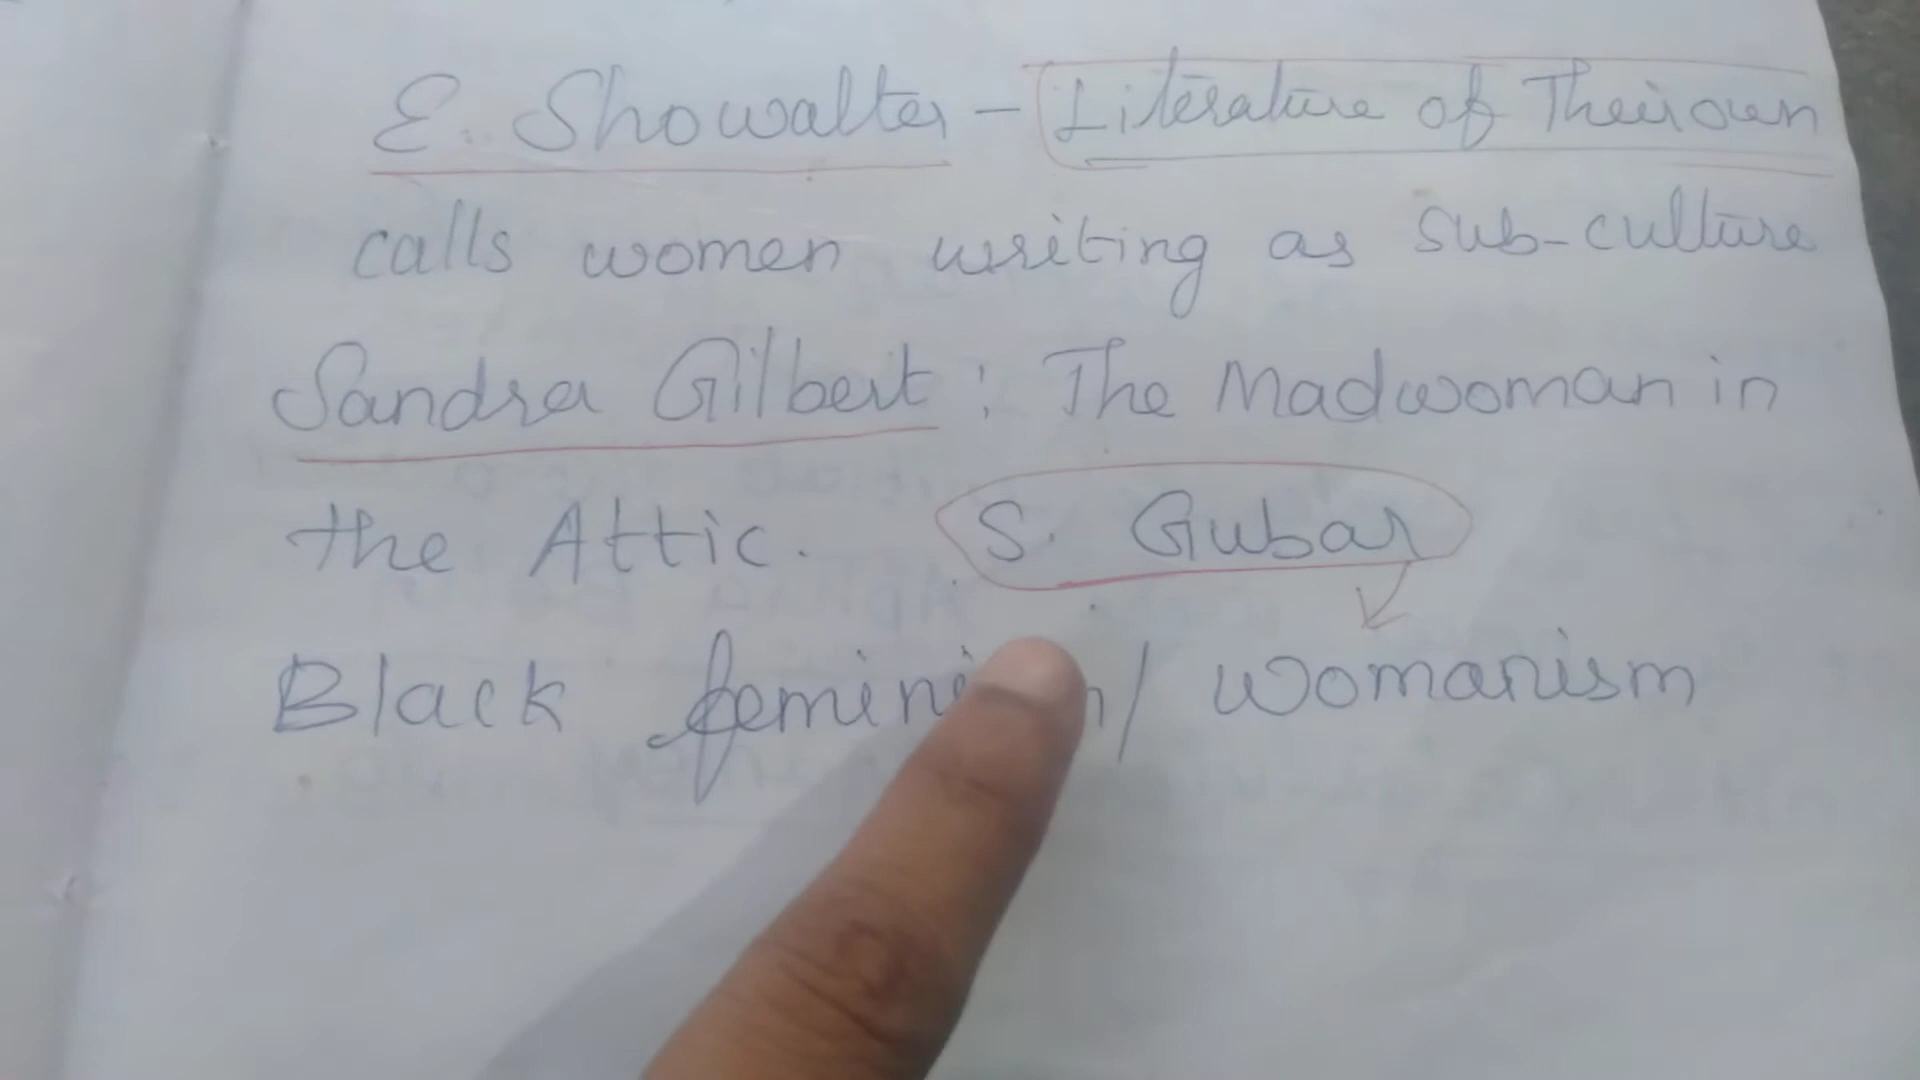 E. Showalter - Literature of Their own
calls women writing as sub-culture
Sandra Gilbert : The Madwoman in
the Attic. S. Gubar
Black / womanism